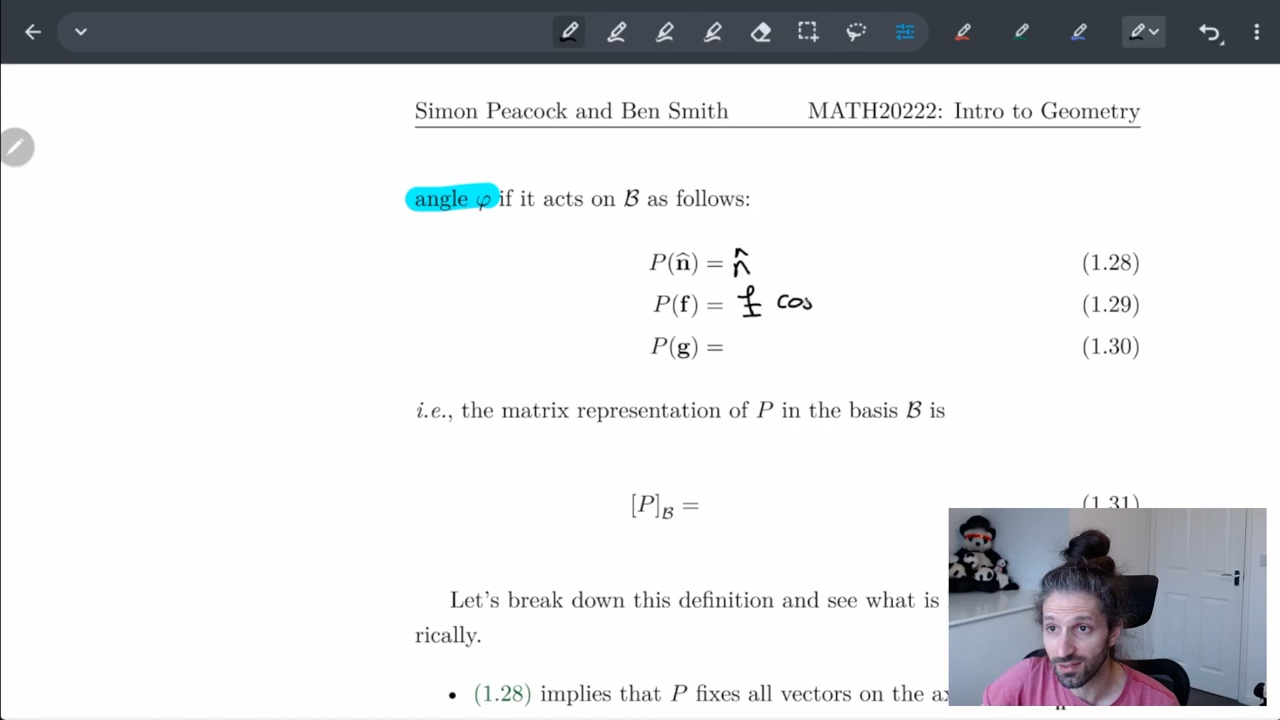 Simon Peacock and Ben Smith MATH20222: Intro to Geometry
angle φ if it acts on ℬ as follows:
P(n̂) = n̂ (1.28)
P(f) = f cos (1.29)
P(g) = (1.30)
i.e., the matrix representation of P in the basis ℬ is
[P]ℬ = (1.31)
Let's break down this definition and see what is
rically.
• (1.28) implies that P fixes all vectors on the